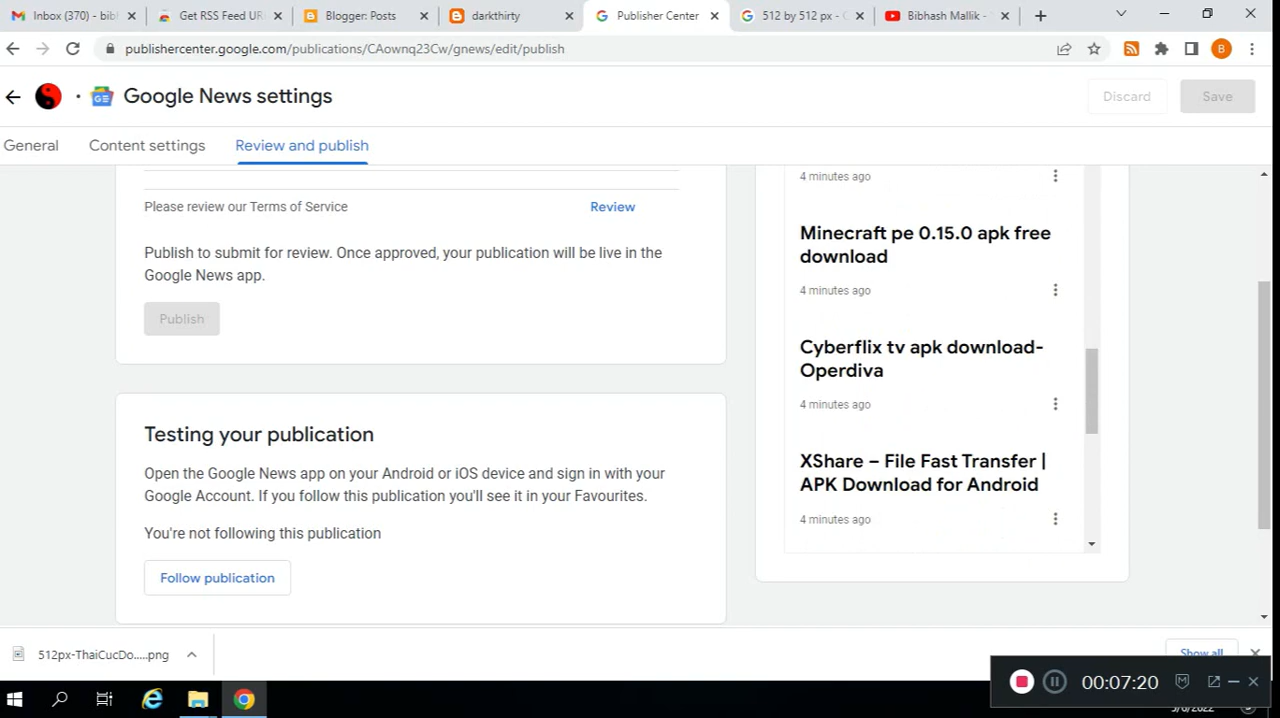 Inbox (370) - bibl
Get RSS Feed UR
Blogger: Posts
darkthirty
Publisher Center
512 by 512 px - G
Bibhash Mallik -
publishercenter.google.com/publications/CAownq23Cw/gnews/edit/publish
B
Google News settings
Discard
Save
General
Content settings
Review and publish
Please review our Terms of Service
Review
Publish to submit for review. Once approved, your publication will be live in the
Google News app.
Publish
Testing your publication
Open the Google News app on your Android or iOS device and sign in with your
Google Account. If you follow this publication you'll see it in your Favourites.
You're not following this publication
Follow publication
4 minutes ago
Minecraft pe 0.15.0 apk free
download
4 minutes ago
Cyberflix tv apk download-
Operdiva
4 minutes ago
XShare – File Fast Transfer |
APK Download for Android
4 minutes ago
512px-ThaiCucDo.....png
Show all
00:07:20